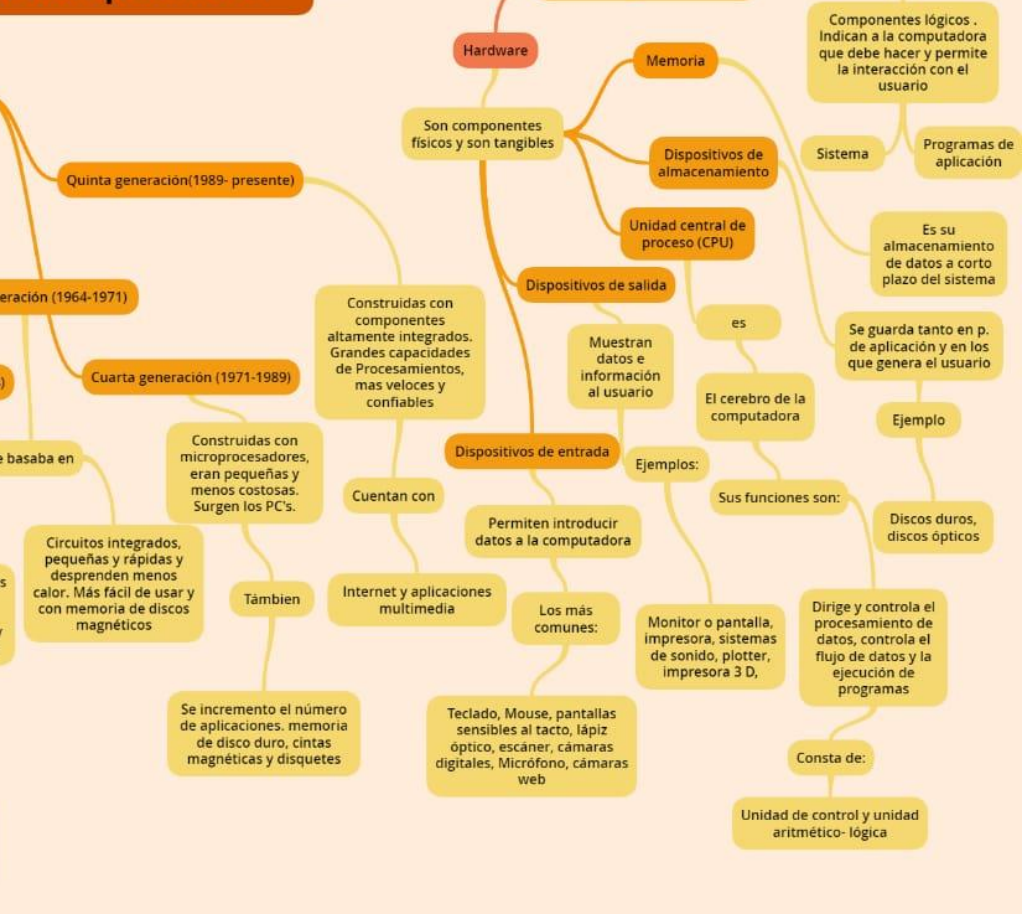 Hardware
Son componentes
físicos y son tangibles
Memoria
Dispositivos de
almacenamiento
Unidad central de
proceso (CPU)
Dispositivos de salida
Dispositivos de entrada
Componentes lógicos .
Indican a la computadora
que debe hacer y permite
la interacción con el
usuario
Sistema
Programas de
aplicación
Es su
almacenamiento
de datos a corto
plazo del sistema
Se guarda tanto en p.
de aplicación y en los
que genera el usuario
Ejemplo
Discos duros,
discos ópticos
es
El cerebro de la
computadora
Sus funciones son:
Dirige y controla el
procesamiento de
datos, controla el
flujo de datos y la
ejecución de
programas
Consta de:
Unidad de control y unidad
aritmético- lógica
Muestran
datos e
información
al usuario
Ejemplos:
Monitor o pantalla,
impresora, sistemas
de sonido, plotter,
impresora 3 D,
Permiten introducir
datos a la computadora
Los más
comunes:
Teclado, Mouse, pantallas
sensibles al tacto, lápiz
óptico, escáner, cámaras
digitales, Micrófono, cámaras
web
Quinta generación(1989- presente)
Construidas con
componentes
altamente integrados.
Grandes capacidades
de Procesamientos,
mas veloces y
confiables
Cuentan con
Internet y aplicaciones
multimedia
eración (1964-1971)
e basaba en
Circuitos integrados,
pequeñas y rápidas y
desprenden menos
calor. Más fácil de usar y
con memoria de discos
magnéticos
Cuarta generación (1971-1989)
Construidas con
microprocesadores,
eran pequeñas y
menos costosas.
Surgen los PC's.
Támbien
Se incremento el número
de aplicaciones. memoria
de disco duro, cintas
magnéticas y disquetes